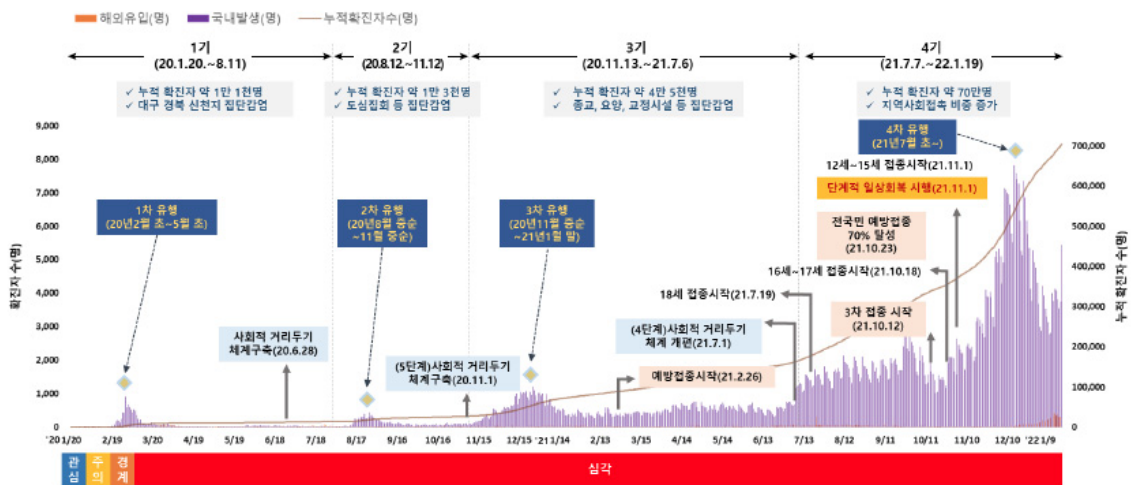 해외유입(명) 국내발생(명) 누적확진자수(명)
1기
(20.1.20.~8.11)
2기
(20.8.12.~11.12)
3기
(20.11.13.~21.7.6)
4기
(21.7.7.~22.1.19)
✓ 누적 확진자 약 1만 1천명
✓ 대구 경북 신천지 집단감염
✓ 누적 확진자 약 1만 3천명
✓ 도심집회 등 집단감염
✓ 누적 확진자 약 4만 5천명
✓ 종교, 요양, 교정시설 등 집단감염
✓ 누적 확진자 약 70만명
✓ 지역사회접촉 비중 증가
확진자 수(명)
9,000
8,000
7,000
6,000
5,000
4,000
3,000
2,000
1,000
0
1차 유행
(20년2월 초~5월 초)
2차 유행
(20년8월 중순
~11월 중순)
3차 유행
(20년11월 중순
~21년1월 말)
4차 유행
(21년7월 초~)
12세~15세 접종시작(21.11.1)
단계적 일상회복 시행(21.11.1)
전국민 예방접종
70% 달성
(21.10.23)
16세~17세 접종시작(21.10.18)
18세 접종시작(21.7.19)
3차 접종 시작
(21.10.12)
사회적 거리두기
체계구축(20.6.28)
(5단계)사회적 거리두기
체계구축(20.11.1)
(4단계)사회적 거리두기
체계 개편(21.7.1)
예방접종시작(21.2.26)
700,000
600,000
500,000
400,000
300,000
200,000
100,000
0
누적 확진자 수(명)
'20 1/20 2/19 3/20 4/19 5/19 6/18 7/18 8/17 9/16 10/16 11/15 12/15 '21 1/14 2/13 3/15 4/14 5/14 6/13 7/13 8/12 9/11 10/11 11/10 12/10 '22 1/9
관심 주의 경계 심각